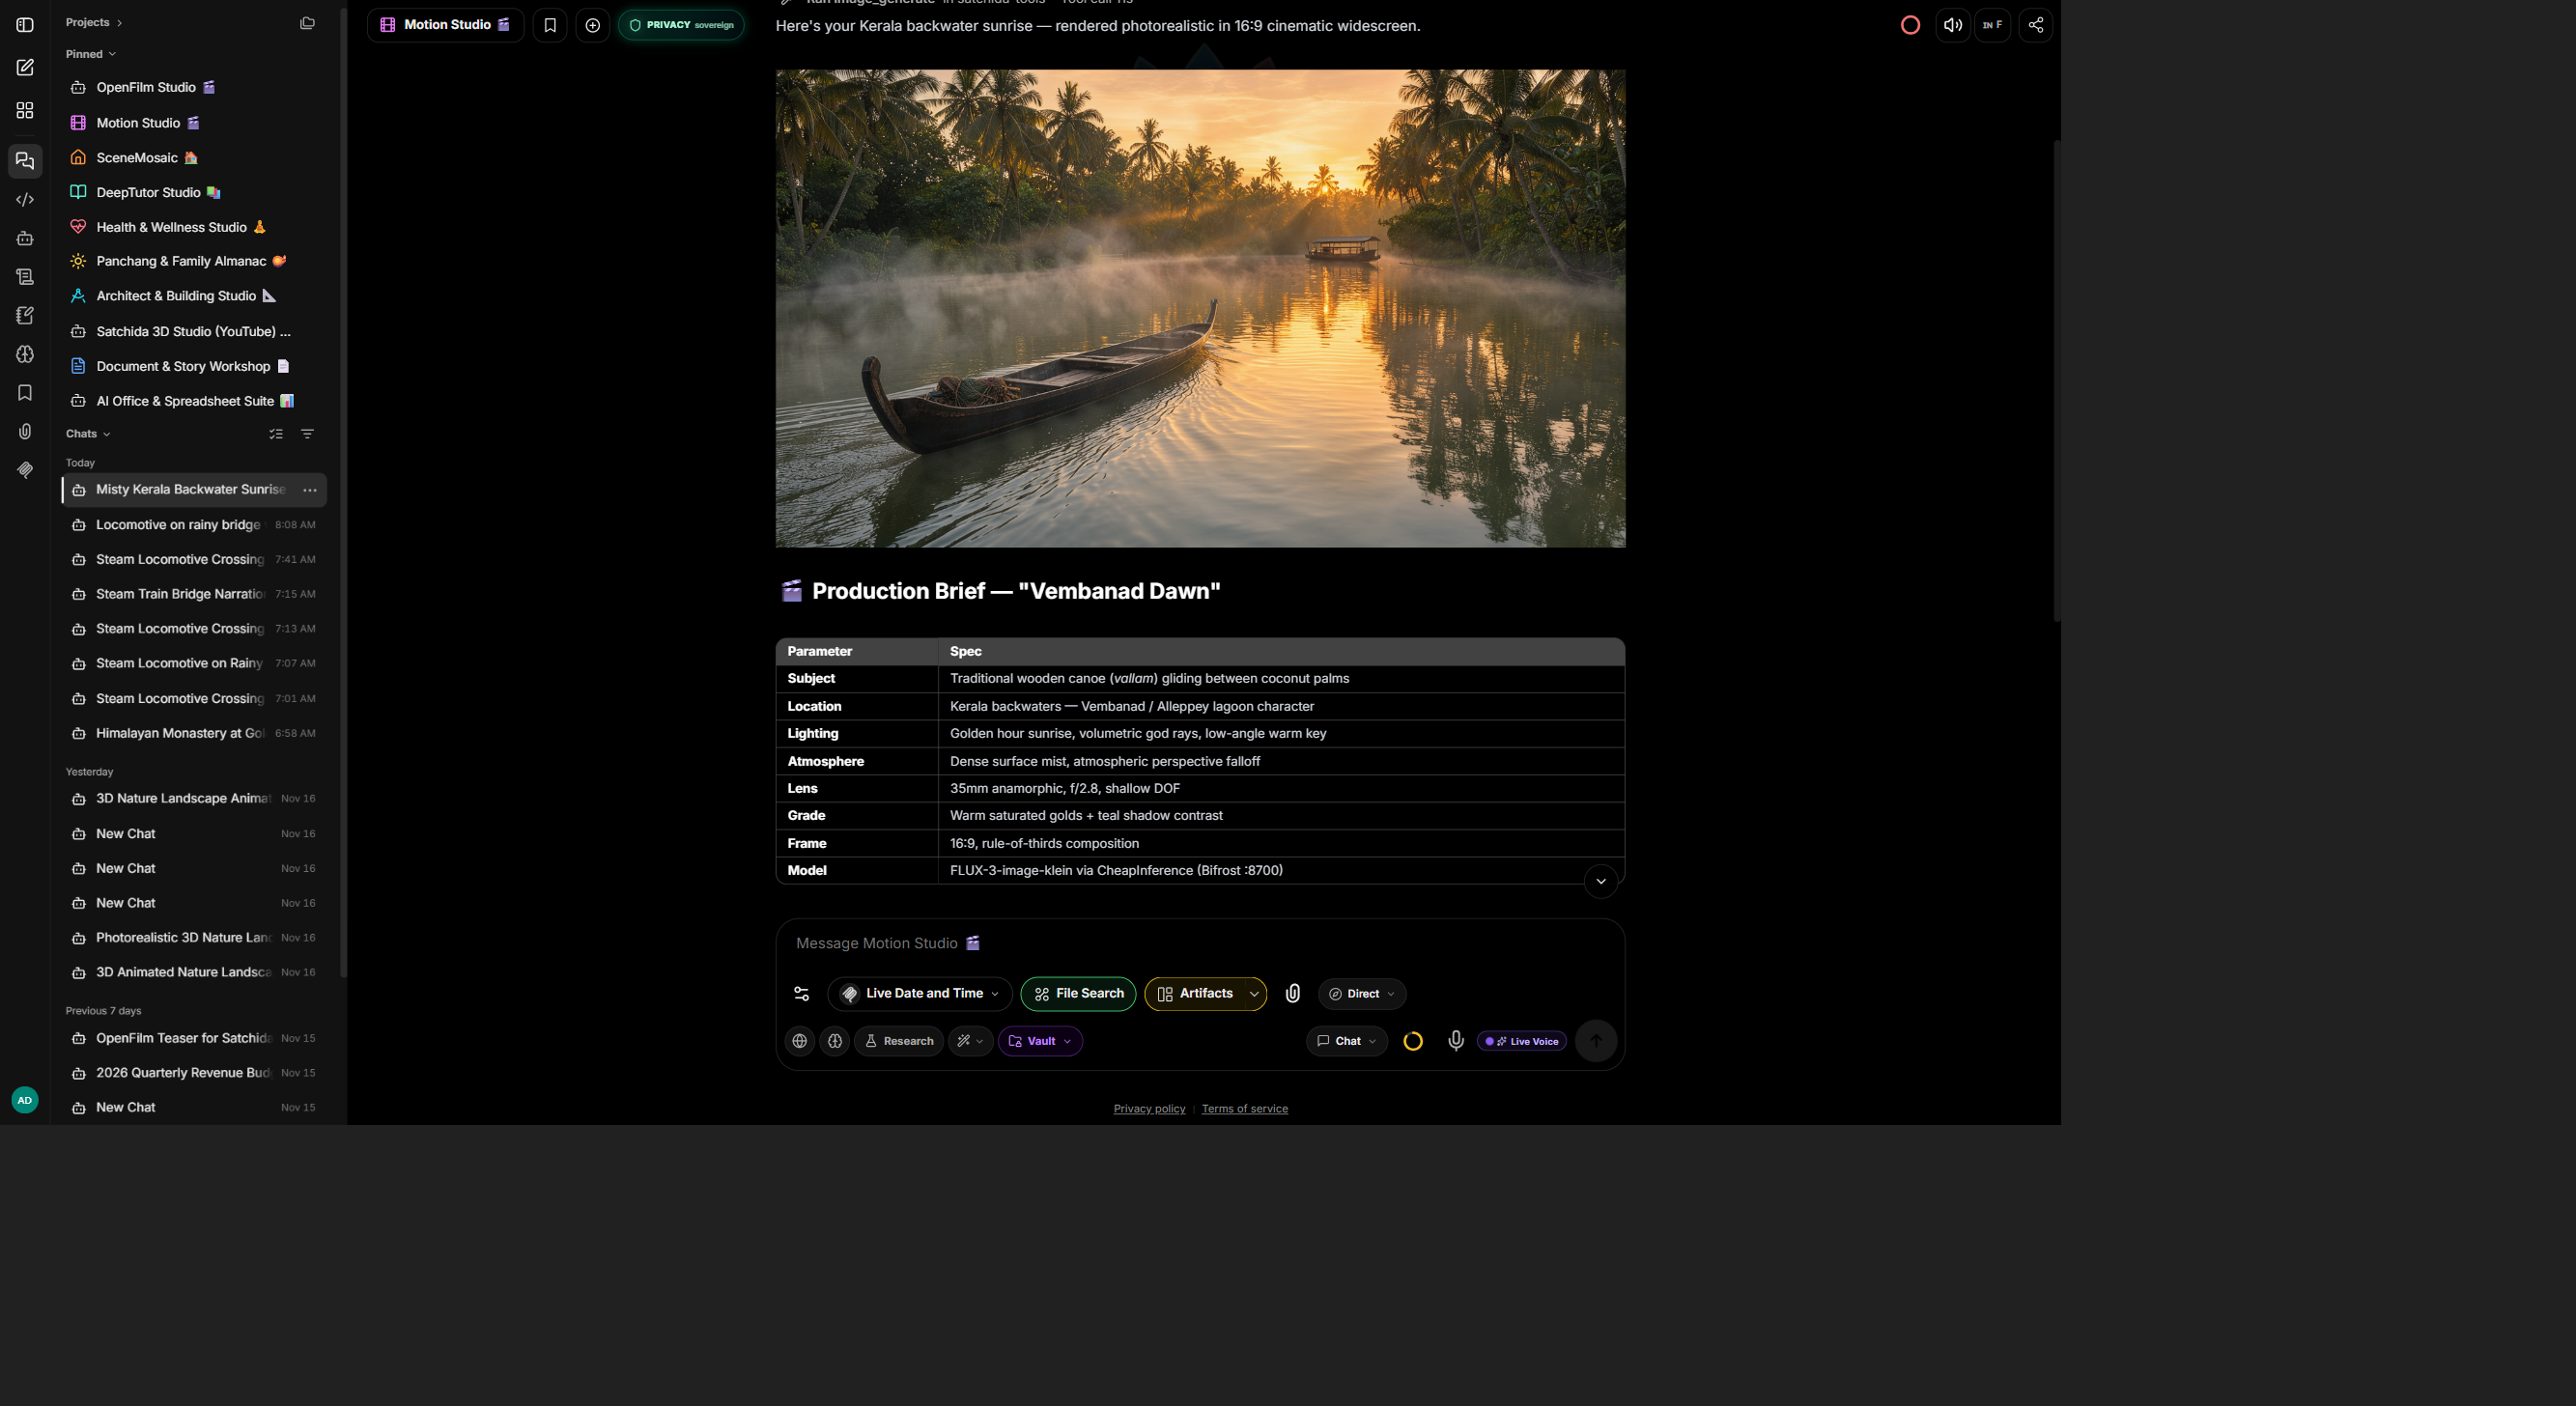 Projects
Pinned
OpenFilm Studio
Motion Studio
SceneMosaic
DeepTutor Studio
Health & Wellness Studio
Panchang & Family Almanac
Architect & Building Studio
Satchida 3D Studio (YouTube) ...
Document & Story Workshop
AI Office & Spreadsheet Suite
Chats
Today
Misty Kerala Backwater Sunrise
Locomotive on rainy bridge 8:08 AM
Steam Locomotive Crossing 7:41 AM
Steam Train Bridge Narration 7:15 AM
Steam Locomotive Crossing 7:13 AM
Steam Locomotive on Rainy 7:07 AM
Steam Locomotive Crossing 7:01 AM
Himalayan Monastery at Gol 6:58 AM
Yesterday
3D Nature Landscape Animat Nov 16
New Chat Nov 16
New Chat Nov 16
New Chat Nov 16
Photorealistic 3D Nature Land Nov 16
3D Animated Nature Landsca Nov 16
Previous 7 days
OpenFilm Teaser for Satchida Nov 15
2026 Quarterly Revenue Bud Nov 15
New Chat Nov 15
AD
Motion Studio
PRIVACY sovereign
IN F
Here's your Kerala backwater sunrise — rendered photorealistic in 16:9 cinematic widescreen.
Production Brief — "Vembanad Dawn"
Parameter Spec
Subject Traditional wooden canoe (vallam) gliding between coconut palms
Location Kerala backwaters — Vembanad / Alleppey lagoon character
Lighting Golden hour sunrise, volumetric god rays, low-angle warm key
Atmosphere Dense surface mist, atmospheric perspective falloff
Lens 35mm anamorphic, f/2.8, shallow DOF
Grade Warm saturated golds + teal shadow contrast
Frame 16:9, rule-of-thirds composition
Model FLUX-3-image-klein via CheapInference (Bifrost :8700)
Message Motion Studio
Live Date and Time File Search Artifacts Direct
Research Vault Chat Live Voice
Privacy policy Terms of service